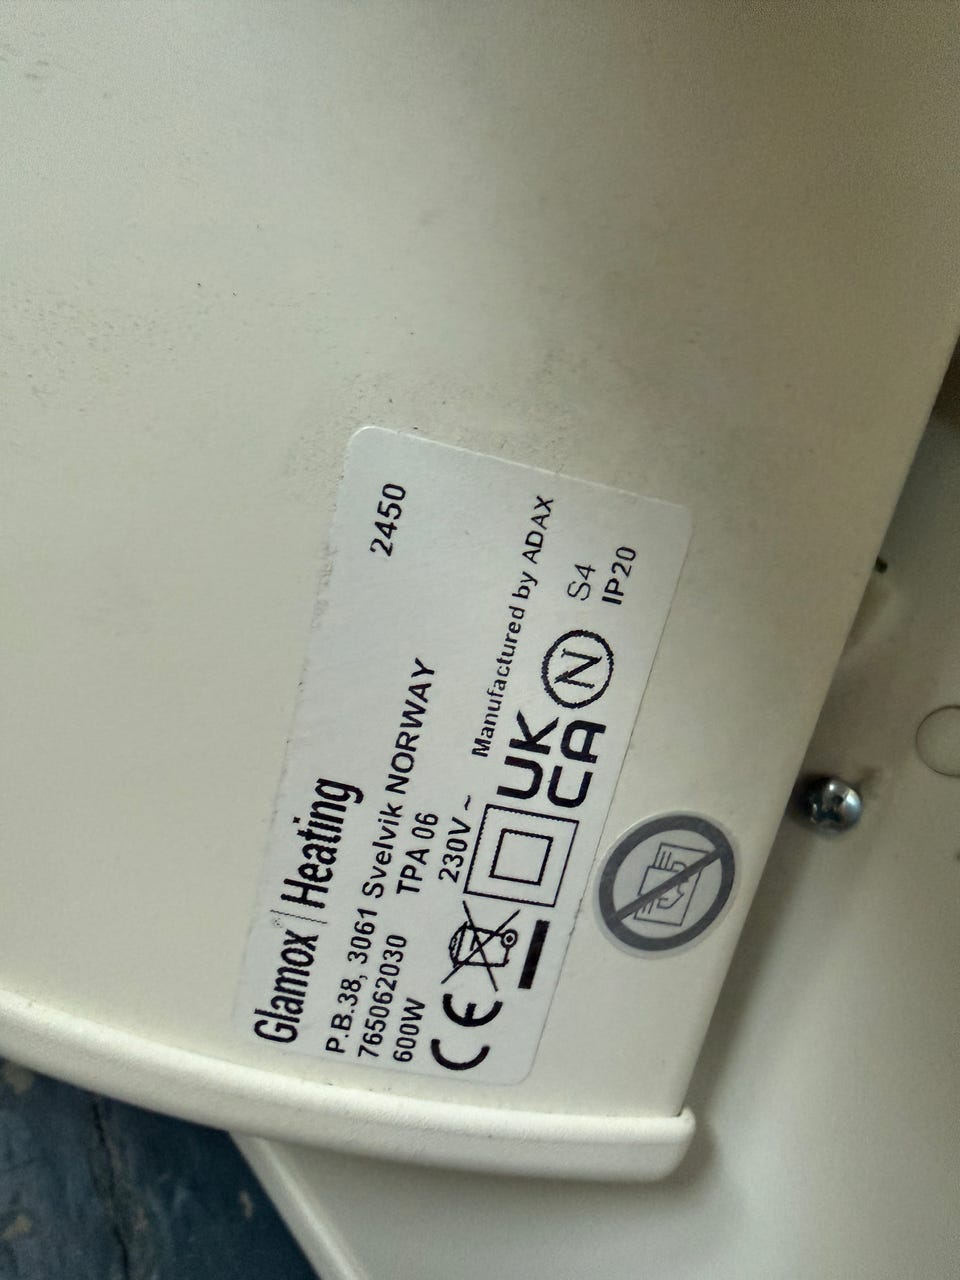 Glamox | Heating
2450
P.B.38, 3061 Svelvik NORWAY
765062030 TPA 06
600W 230V ~ Manufactured by ADAX
CE UK CA N S4
IP20